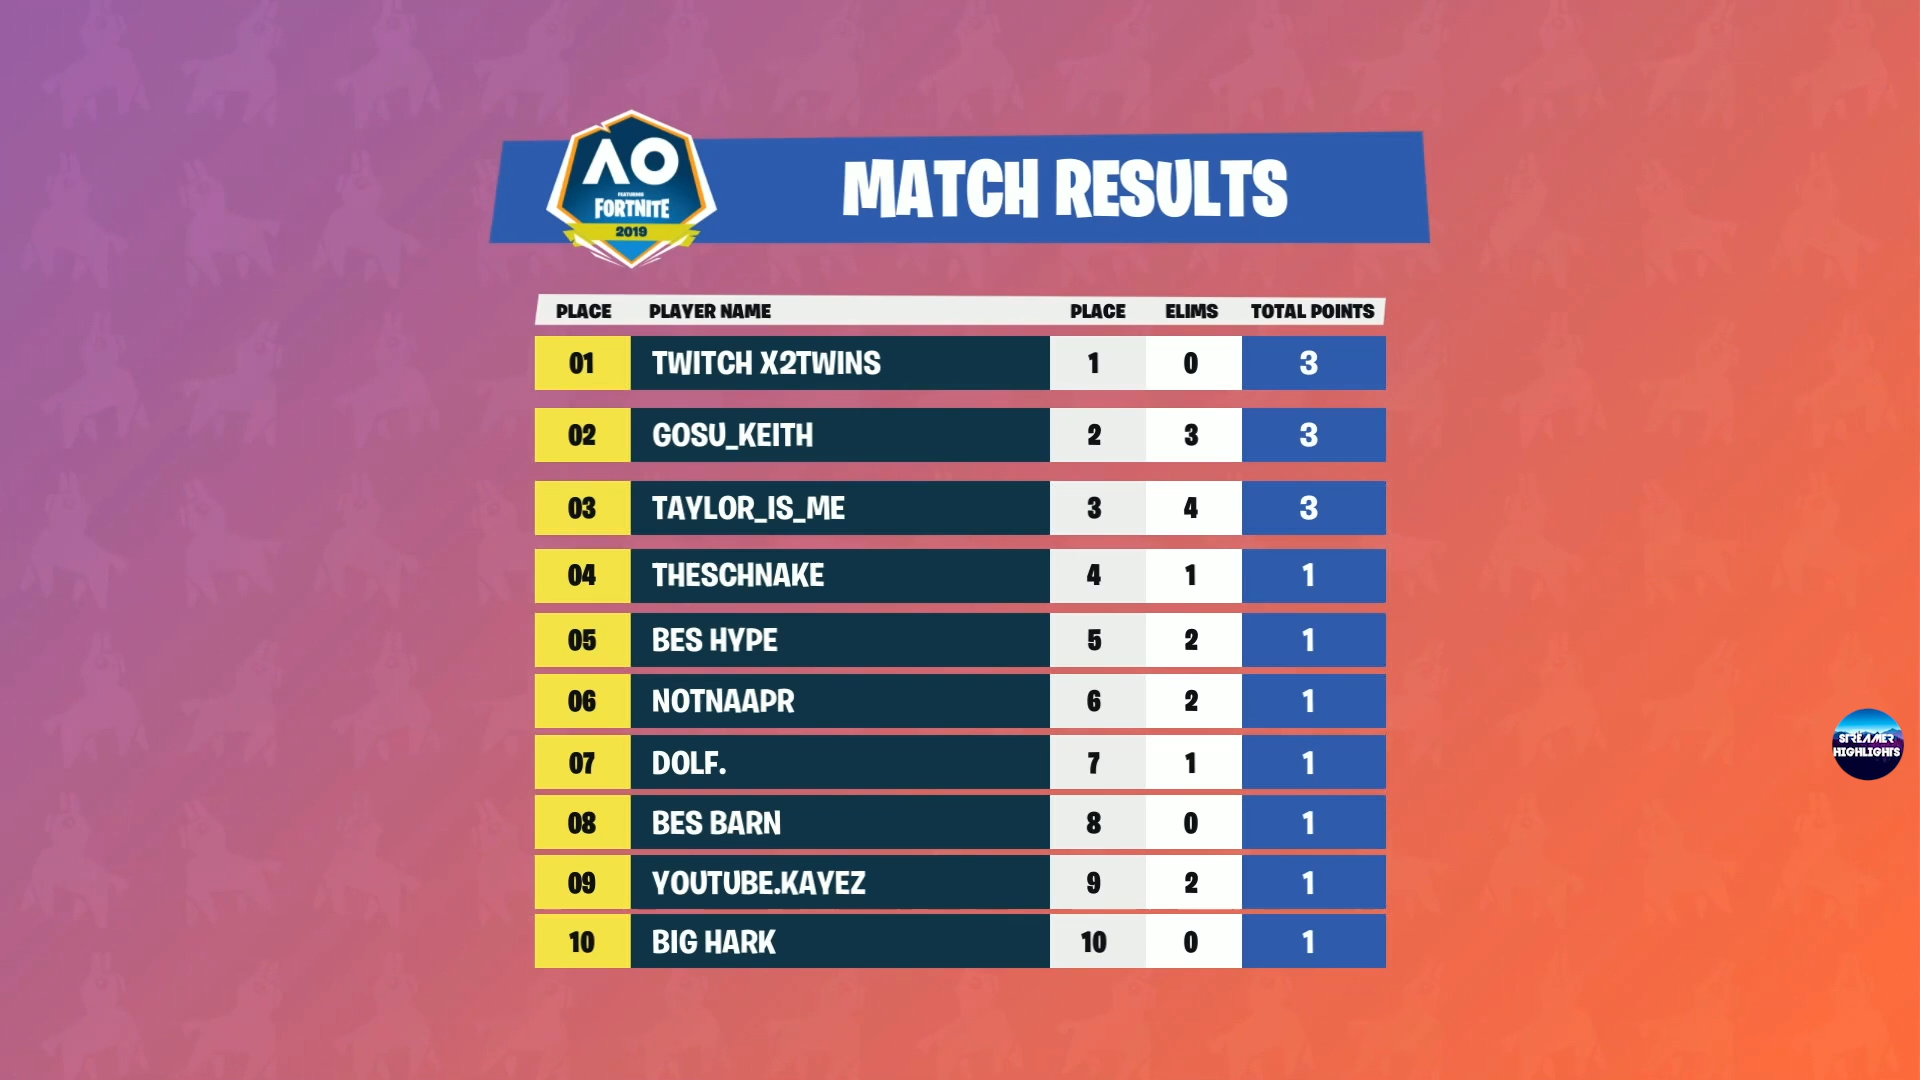 AO
FEATURING
FORTNITE
2019
MATCH RESULTS
PLACE PLAYER NAME PLACE ELIMS TOTAL POINTS
01 TWITCH X2TWINS 1 0 3
02 GOSU_KEITH 2 3 3
03 TAYLOR_IS_ME 3 4 3
04 THESCHNAKE 4 1 1
05 BES HYPE 5 2 1
06 NOTNAAPR 6 2 1
07 DOLF. 7 1 1
08 BES BARN 8 0 1
09 YOUTUBE.KAYEZ 9 2 1
10 BIG HARK 10 0 1
STREAMER
HIGHLIGHTS